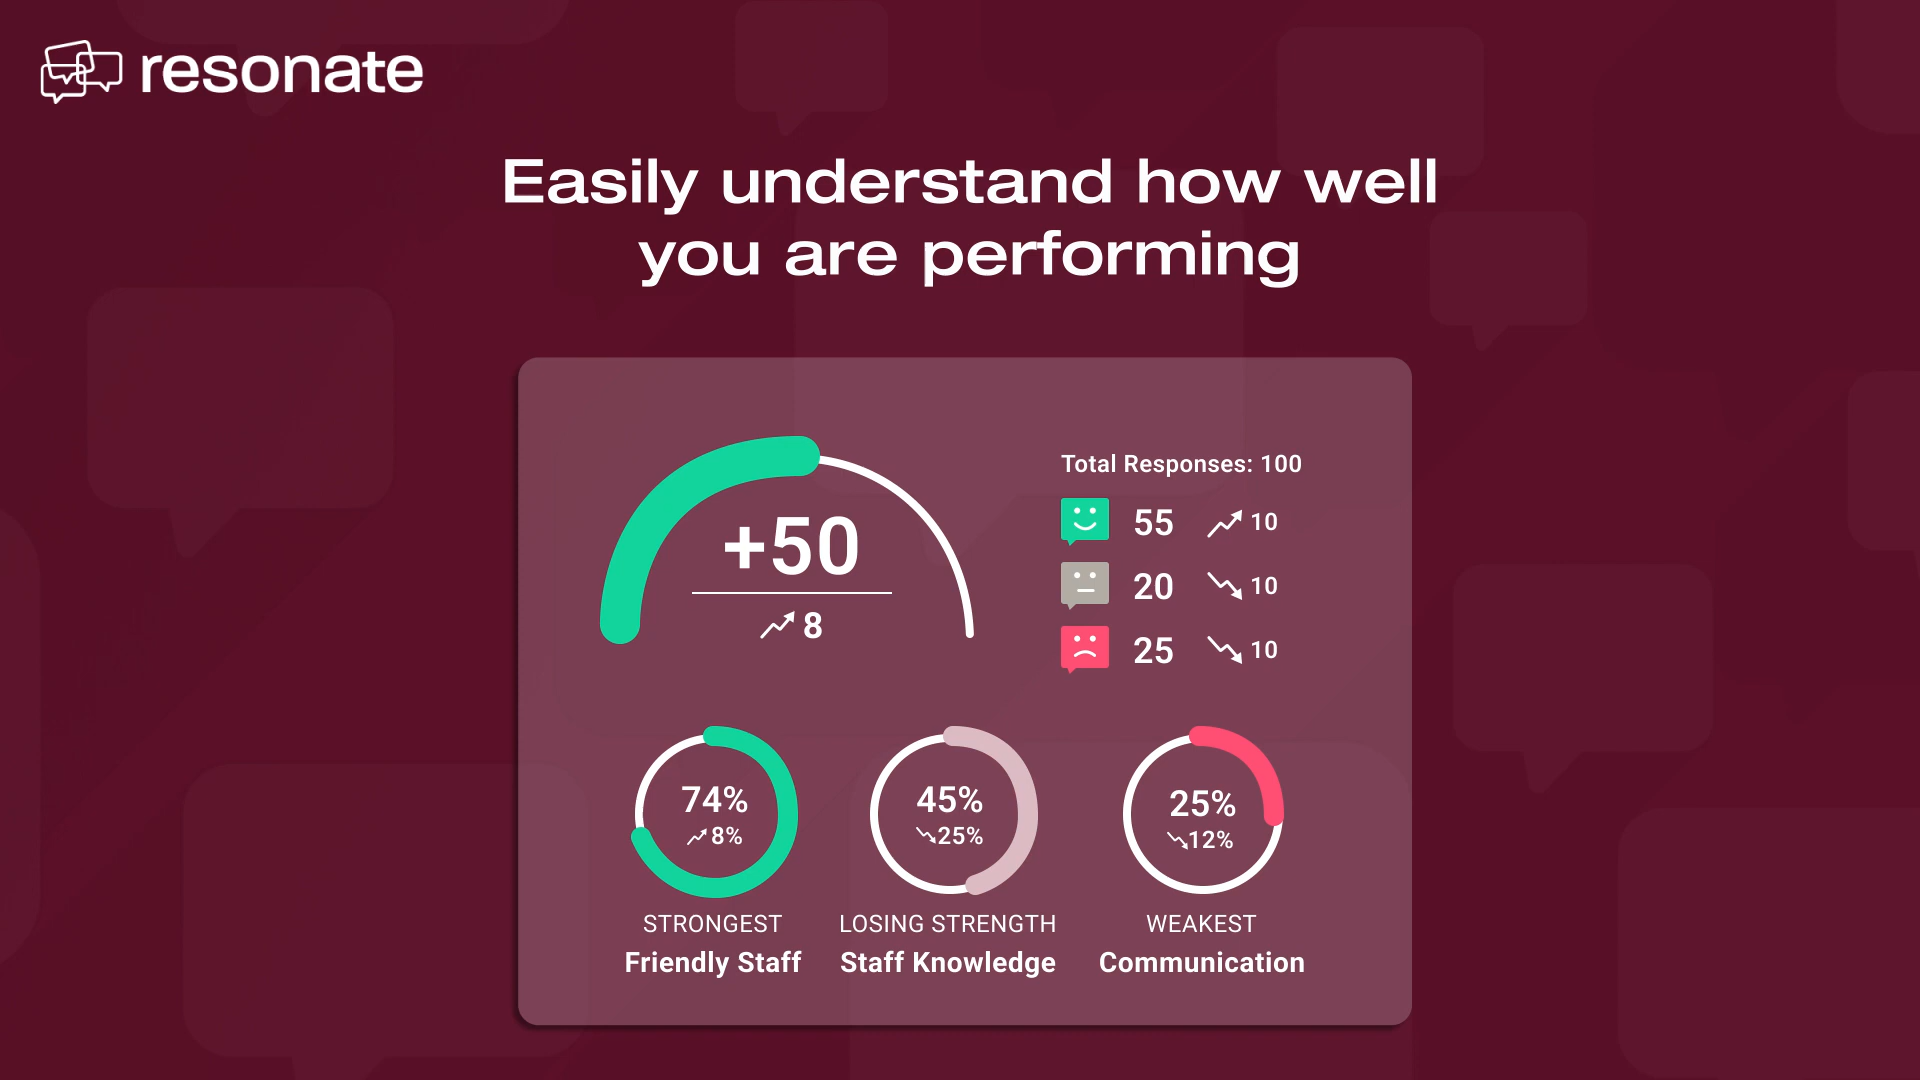 resonate
Easily understand how well
you are performing
+50
8
Total Responses: 100
55 10
20 10
25 10
74%
8%
STRONGEST
Friendly Staff
45%
25%
LOSING STRENGTH
Staff Knowledge
25%
12%
WEAKEST
Communication